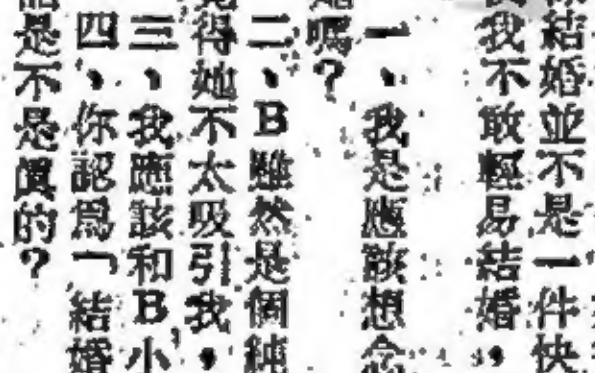 結婚並不是一件快
我不敢輕易結婚，
一、我是應該想念
嗎？
二、B雖然是個純
得她不太吸引我，
三、我應該和B小
四、你認爲「結婚
是不是眞的？